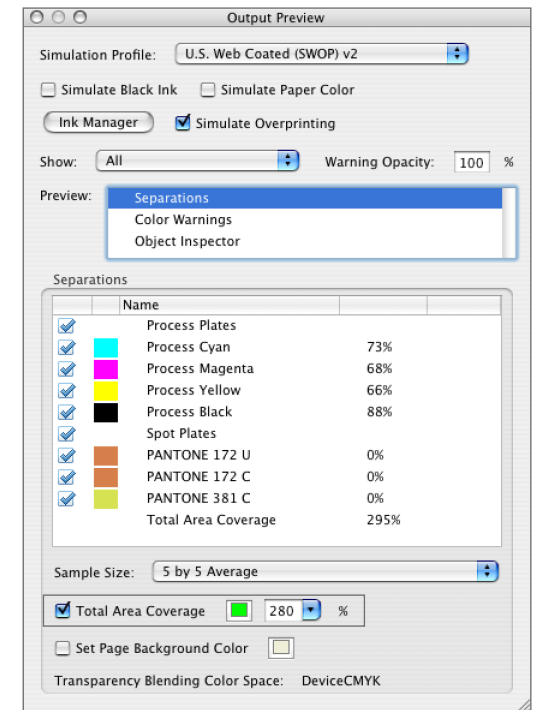 Output Preview
Simulation Profile: U.S. Web Coated (SWOP) v2
Simulate Black Ink Simulate Paper Color
Ink Manager Simulate Overprinting
Show: All Warning Opacity: 100 %
Preview: Separations
Color Warnings
Object Inspector
Separations
Name
Process Plates
Process Cyan 73%
Process Magenta 68%
Process Yellow 66%
Process Black 88%
Spot Plates
PANTONE 172 U 0%
PANTONE 172 C 0%
PANTONE 381 C 0%
Total Area Coverage 295%
Sample Size: 5 by 5 Average
Total Area Coverage 280 %
Set Page Background Color
Transparency Blending Color Space: DeviceCMYK